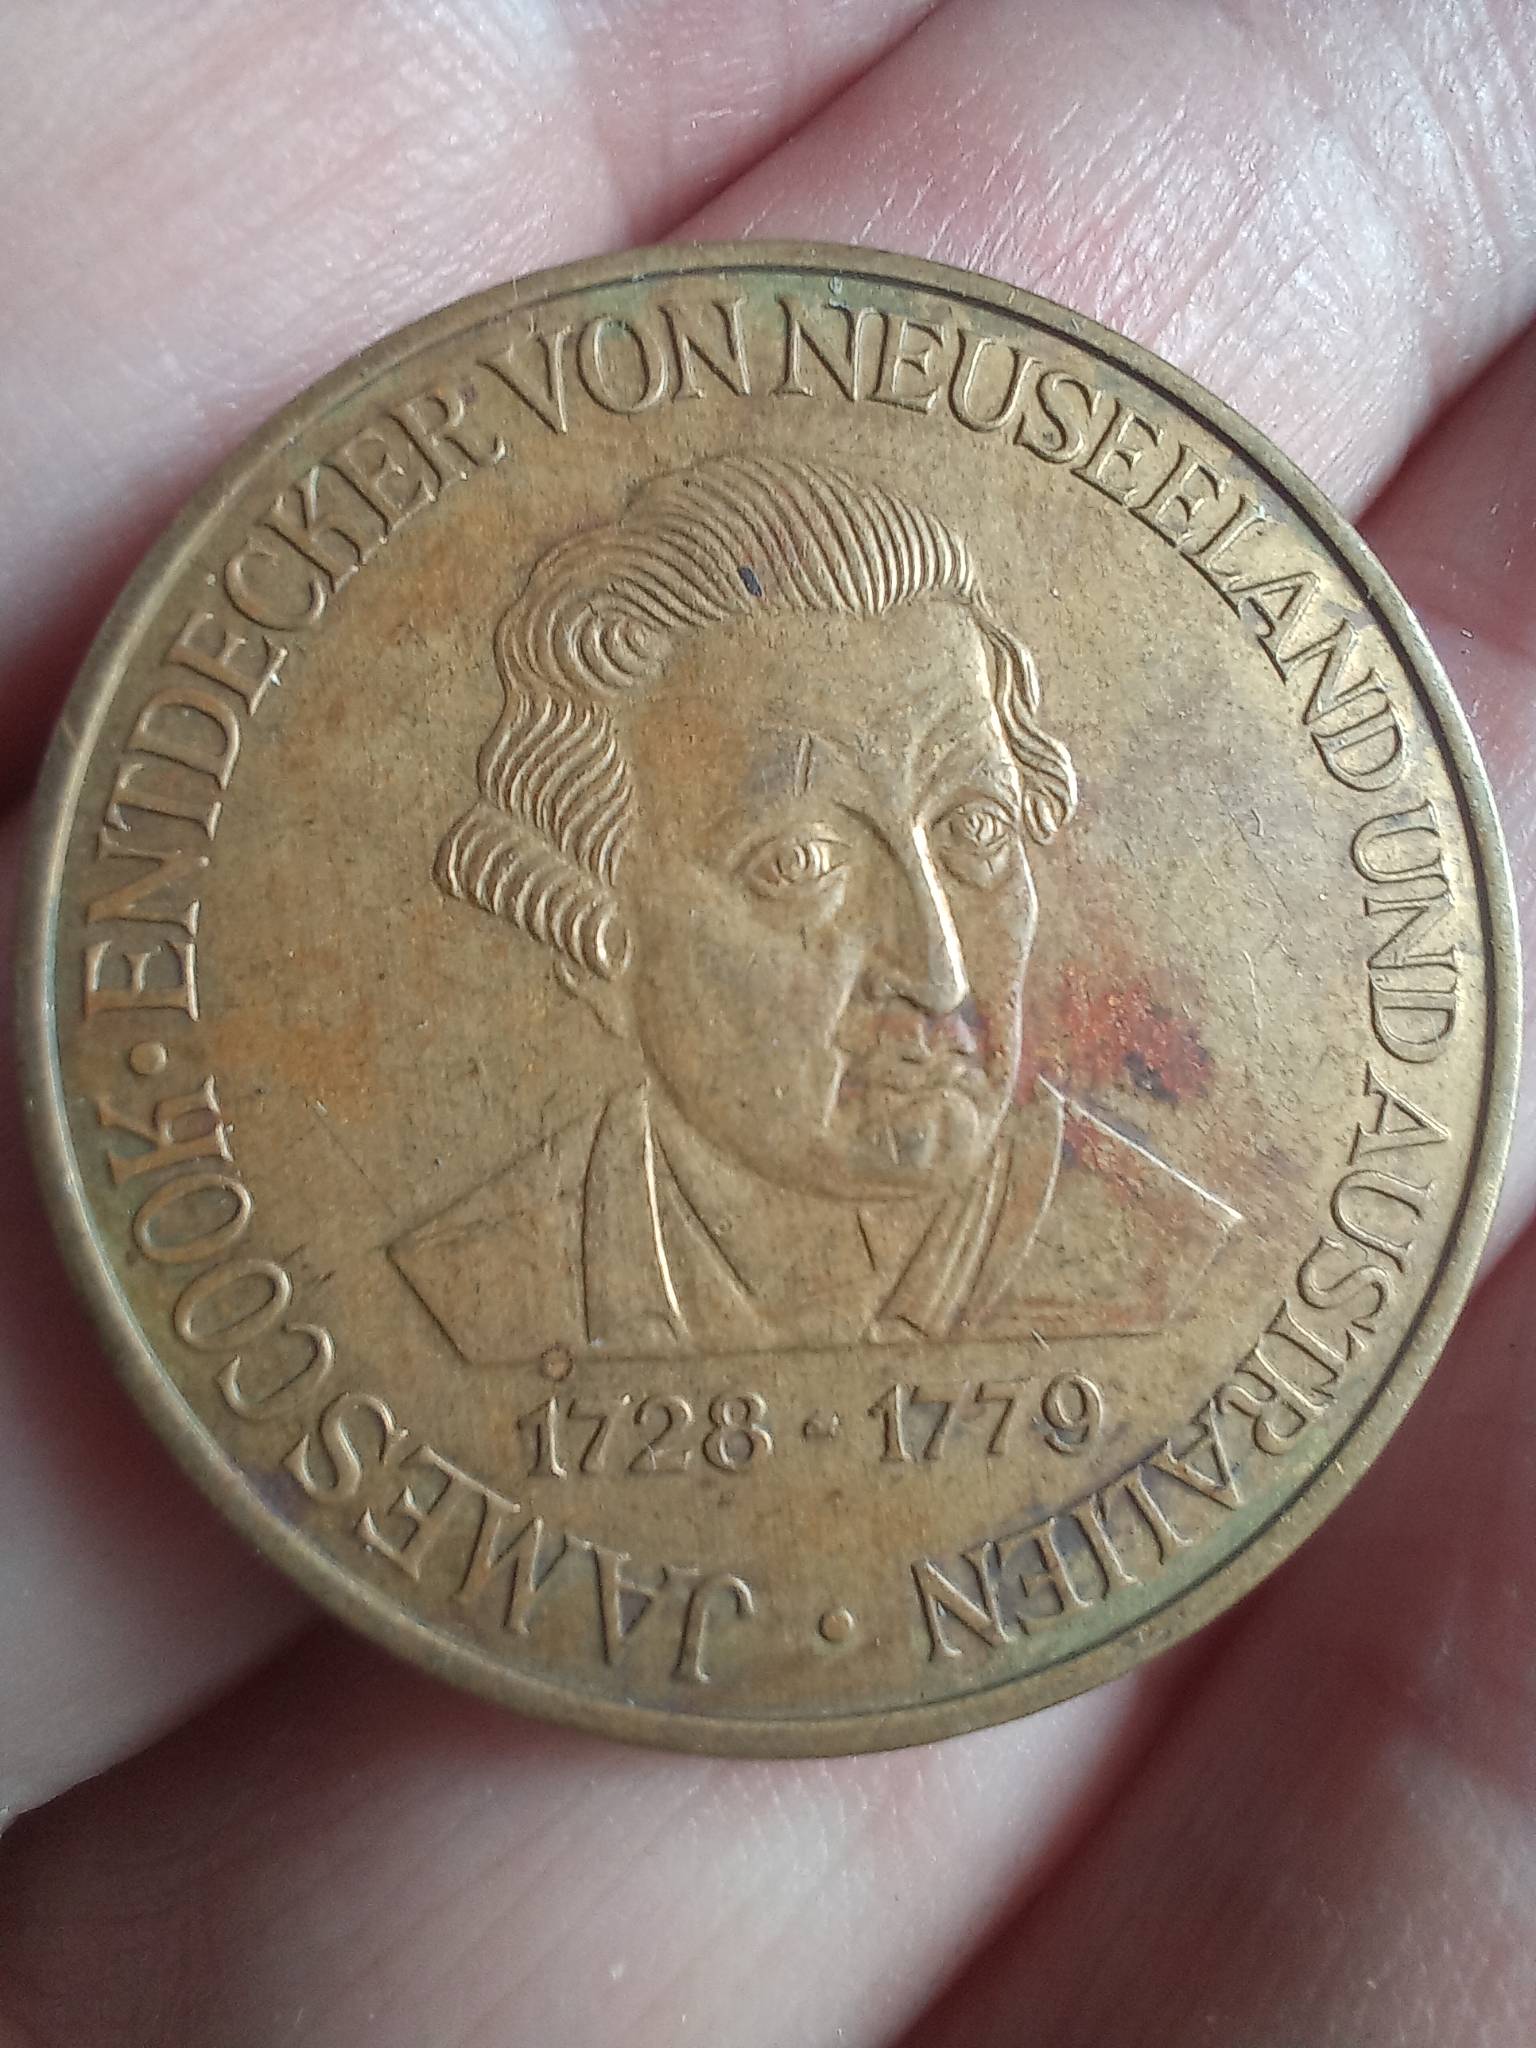 JAMES COOK · ENTDECKER VON NEUSEELAND UND AUSTRALIEN ·
1728 - 1779